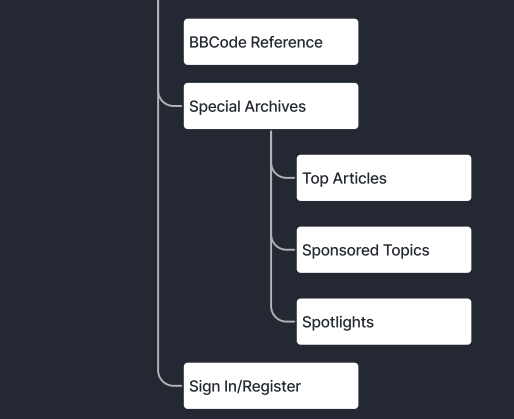 BBCode Reference
Special Archives
Top Articles
Sponsored Topics
Spotlights
Sign In/Register